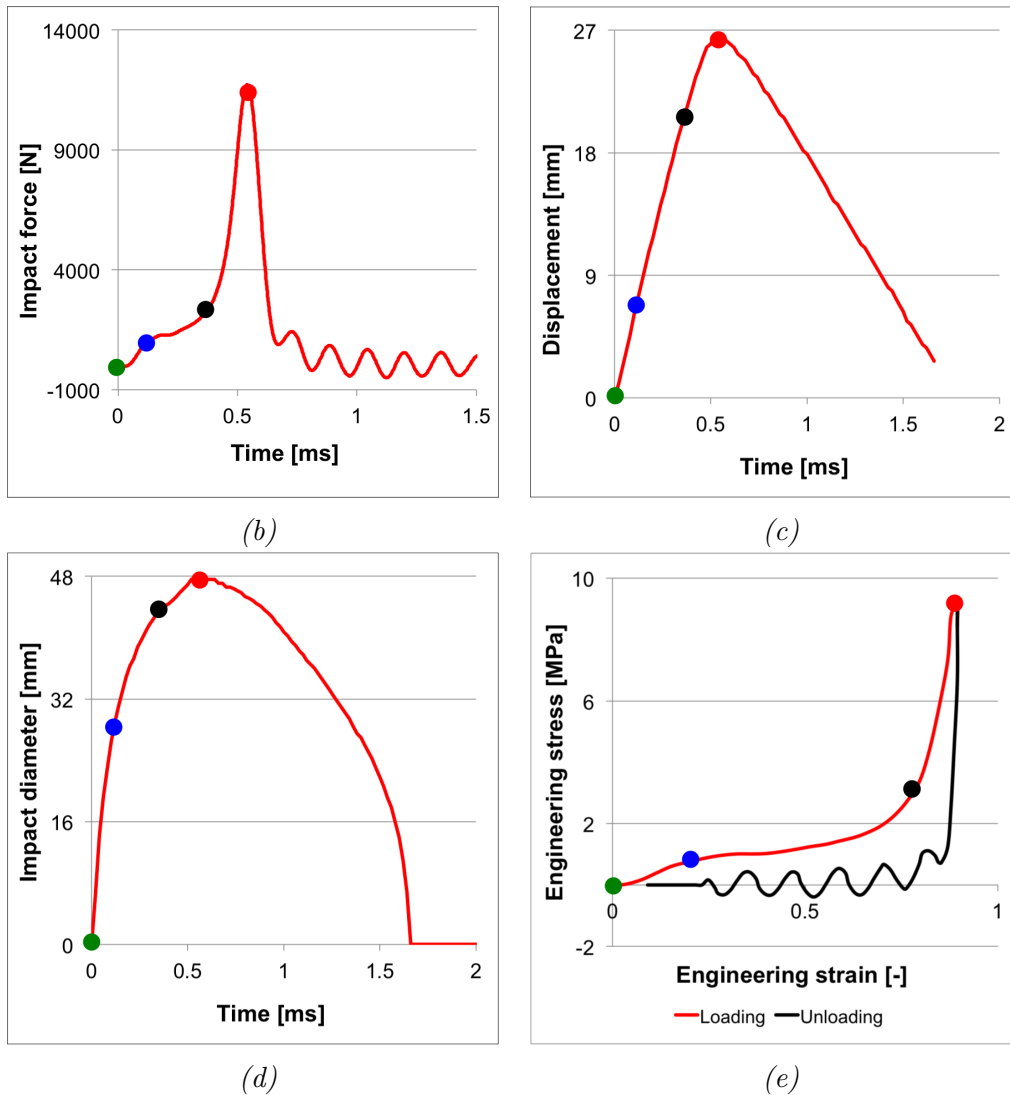 14000
9000
4000
-1000
0
0.5
1
1.5
Impact force [N]
Time [ms]
(b)
27
18
9
0
0
0.5
1
1.5
2
Displacement [mm]
Time [ms]
(c)
48
32
16
0
0
0.5
1
1.5
2
Impact diameter [mm]
Time [ms]
(d)
10
6
2
-2
0
0.5
1
Engineering stress [MPa]
Engineering strain [-]
Loading Unloading
(e)